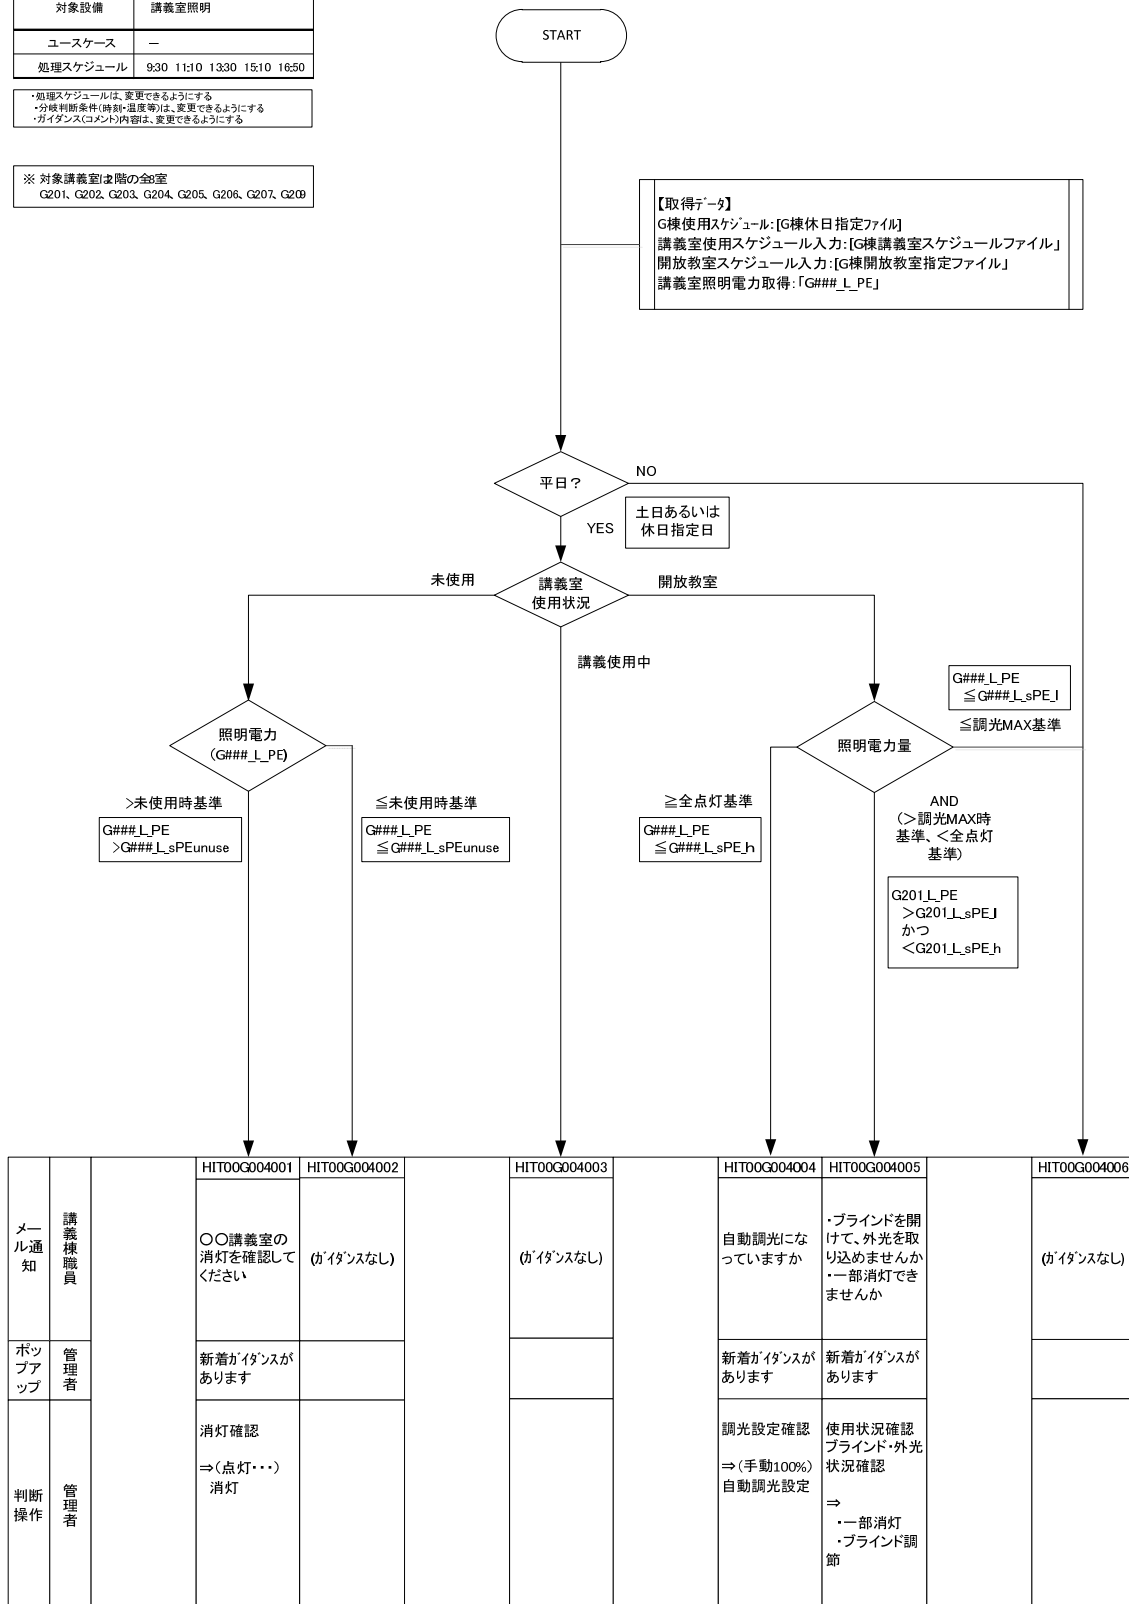 対象設備 講義室照明
ユースケース －
処理スケジュール 9:30 11:10 13:30 15:10 16:50
・処理スケジュールは、変更できるようにする
・分岐判断条件(時刻・温度等)は、変更できるようにする
・ガイダンス(コメント)内容は、変更できるようにする
※ 対象講義室は2階の全8室
G201、G202、G203、G204、G205、G206、G207、G209
START
【取得ﾃﾞｰﾀ】
G棟使用ｽｹｼﾞｭｰﾙ：[G棟休日指定ﾌｧｲﾙ]
講義室使用スケジュール入力：[G棟講義室スケジュールファイル」
開放教室スケジュール入力：[G棟開放教室指定ファイル」
講義室照明電力取得：「G###_L_PE」
平日？
NO
YES
土日あるいは
休日指定日
講義室
使用状況
未使用
開放教室
講義使用中
照明電力
（G###_L_PE)
照明電力量
G###_L_PE
≦G###_L_sPE_l
≦調光MAX基準
>未使用時基準
G###_L_PE
>G###_L_sPEunuse
≦未使用時基準
G###_L_PE
≦G###_L_sPEunuse
≧全点灯基準
G###_L_PE
≦G###_L_sPE_h
AND
（＞調光MAX時
基準、＜全点灯
基準）
G201_L_PE
＞G201_L_sPE_l
かつ
＜G201_L_sPE_h
HIT00G004001 HIT00G004002 HIT00G004003 HIT00G004004 HIT00G004005 HIT00G004006
メー
ル通
知
講義棟職員
〇〇講義室の
消灯を確認して
ください
(ｶﾞｲﾀﾞﾝｽなし)
(ｶﾞｲﾀﾞﾝｽなし)
自動調光にな
っていますか
・ブラインドを開
けて、外光を取
り込めませんか
・一部消灯でき
ませんか
(ｶﾞｲﾀﾞﾝｽなし)
ポッ
プア
ップ
管理者
新着ｶﾞｲﾀﾞﾝｽが
あります
新着ｶﾞｲﾀﾞﾝｽが
あります
新着ｶﾞｲﾀﾞﾝｽが
あります
判断
操作
管理者
消灯確認
⇒（点灯・・・）
消灯
調光設定確認
⇒（手動100%）
自動調光設定
使用状況確認
ブラインド・外光
状況確認
⇒
・一部消灯
・ブラインド調
節